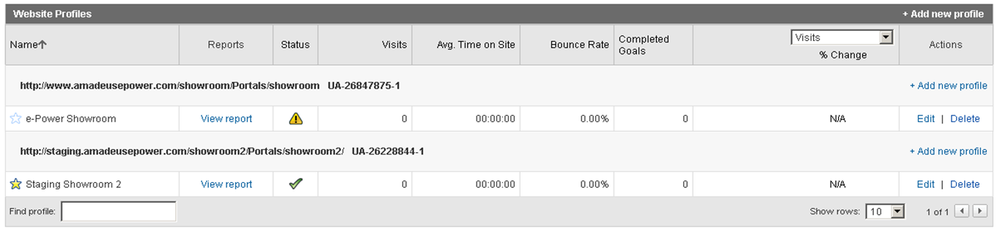 Website Profiles + Add new profile
Name Reports Status Visits Avg. Time on Site Bounce Rate Completed Goals Visits % Change Actions
http://www.amadeusepower.com/showroom/Portals/showroom UA-26847875-1 + Add new profile
e-Power Showroom View report 0 00:00:00 0.00% 0 N/A Edit | Delete
http://staging.amadeusepower.com/showroom2/Portals/showroom2/ UA-26228844-1 + Add new profile
Staging Showroom 2 View report 0 00:00:00 0.00% 0 N/A Edit | Delete
Find profile: Show rows: 10 1 of 1